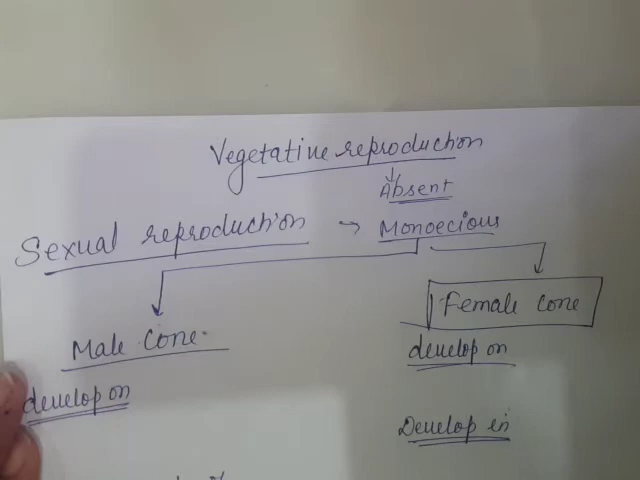 Vegetative reproduction
Absent
Sexual reproduction → Monoecious
Male Cone
Female Cone
develop on
develop on
Develop in